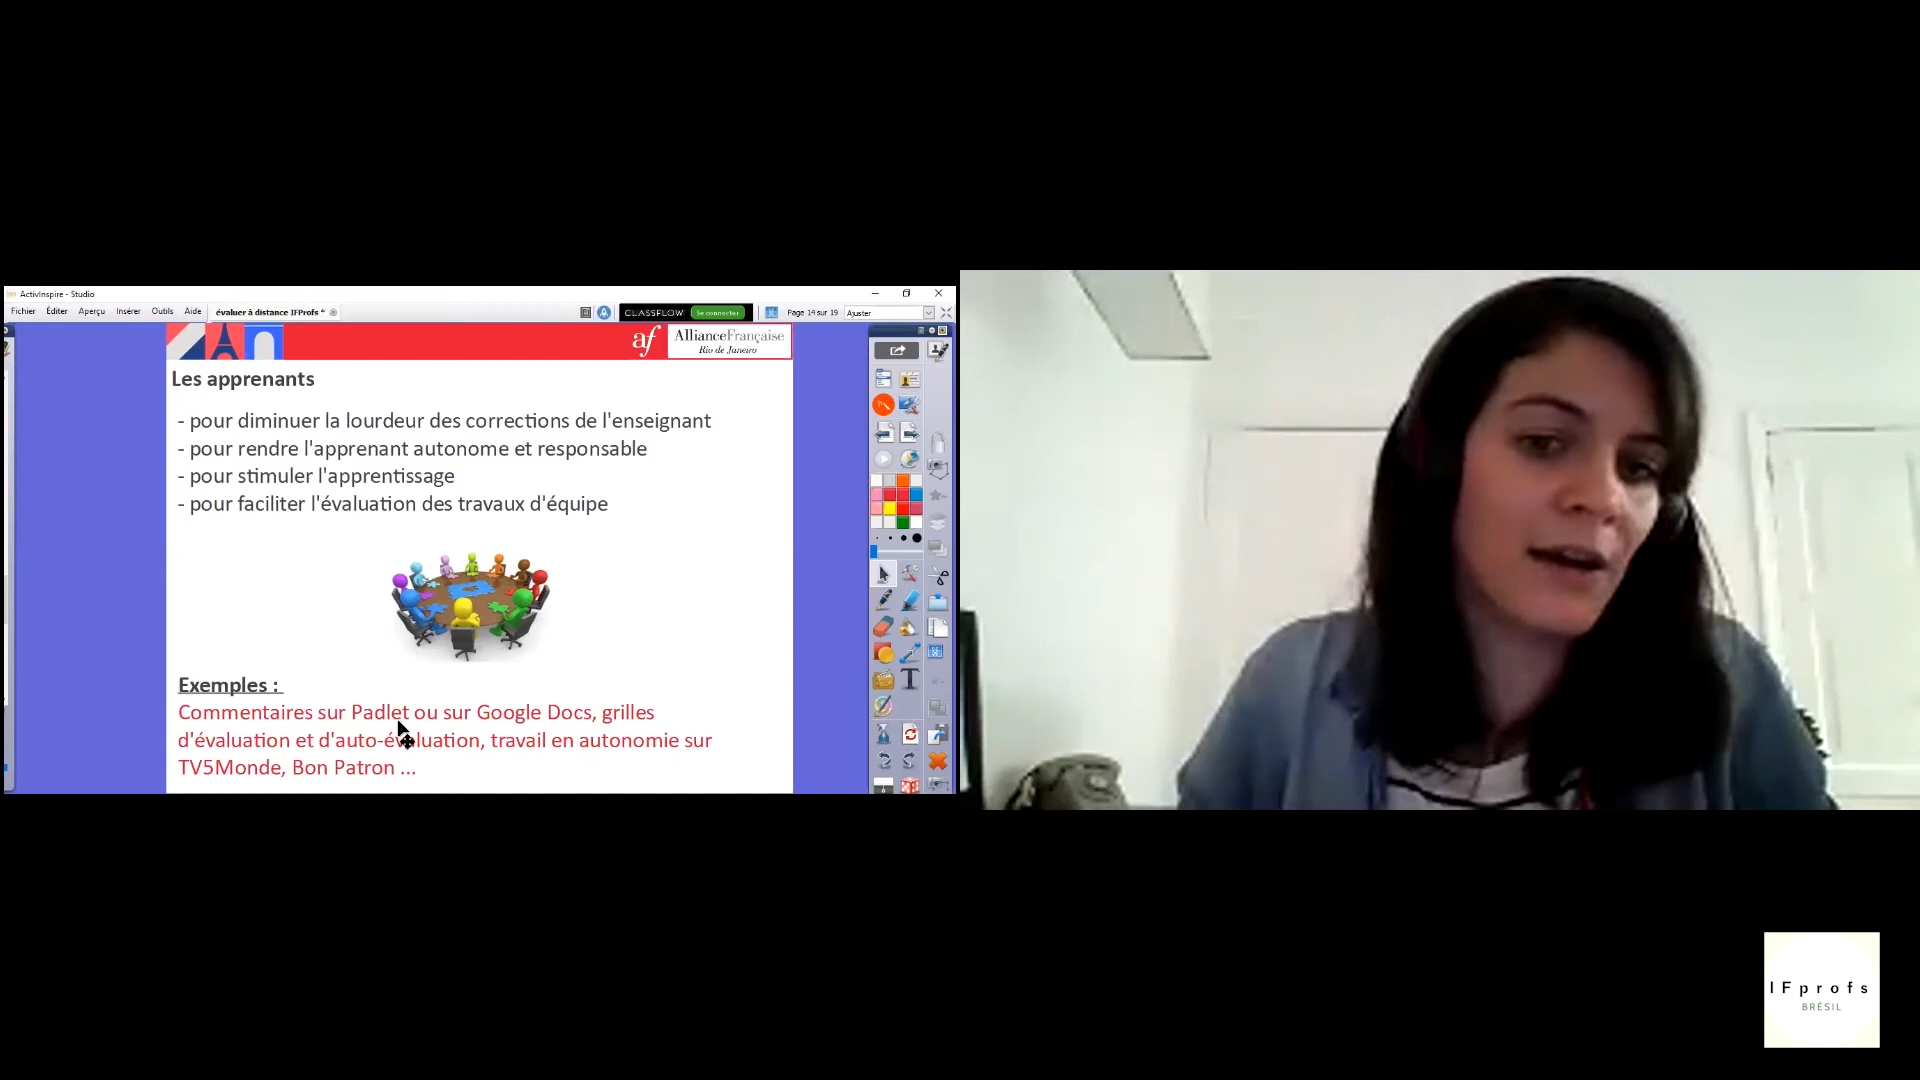 ActivInspire - Studio
Fichier Éditer Aperçu Insérer Outils Aide
évaluer à distance IFProfs *
CLASSFLOW Se connecter
Page 14 sur 19
Ajuster
af
AllianceFrançaise
Rio de Janeiro
Les apprenants
- pour diminuer la lourdeur des corrections de l'enseignant
- pour rendre l'apprenant autonome et responsable
- pour stimuler l'apprentissage
- pour faciliter l'évaluation des travaux d'équipe
Exemples :
Commentaires sur Padlet ou sur Google Docs, grilles
d'évaluation et d'auto-évaluation, travail en autonomie sur
TV5Monde, Bon Patron ...
IFprofs
BRÉSIL